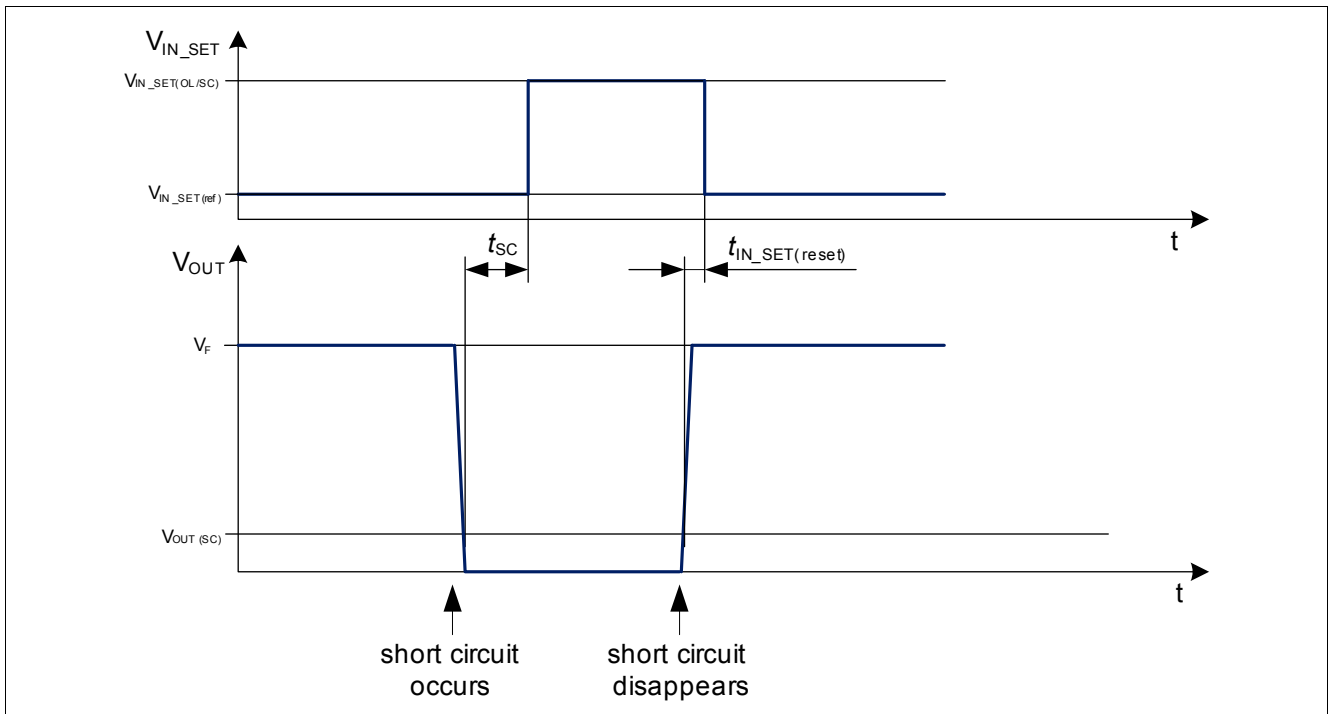 VIN_SET
VIN_SET(OL/SC)
VIN_SET(ref)
t
tSC
tIN_SET(reset)
VOUT
VF
VOUT (SC)
t
short circuit
occurs
short circuit
disappears